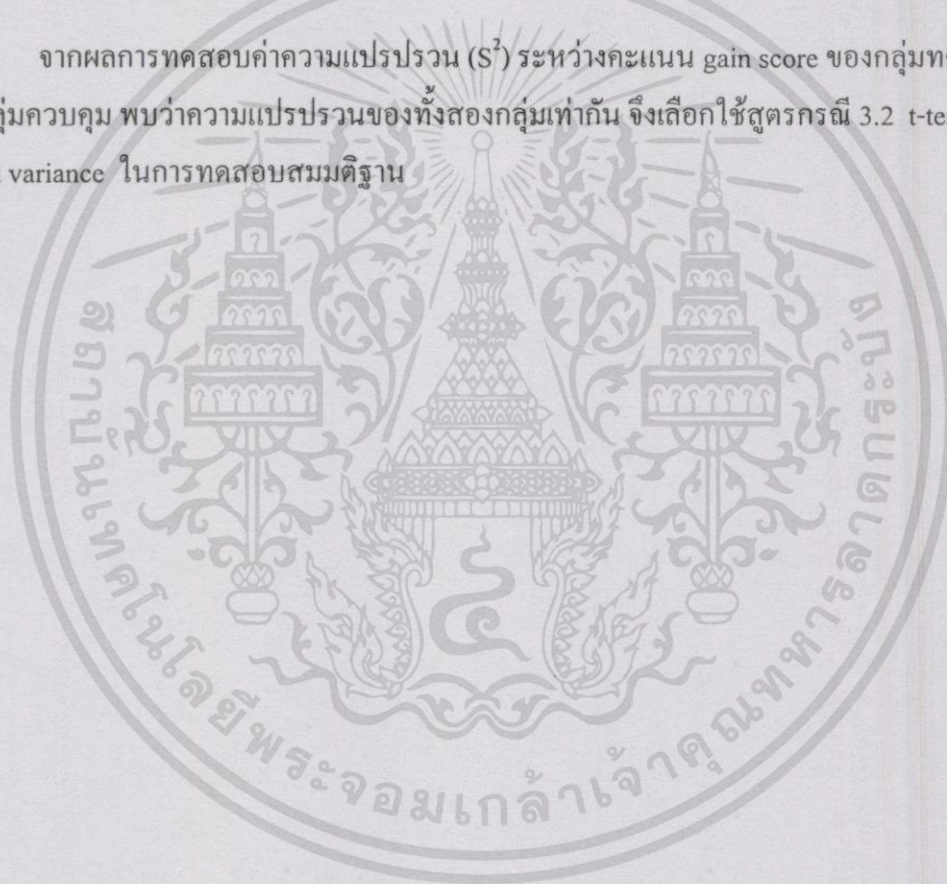 จากผลการทดสอบค่าความแปรปรวน (S²) ระหว่างคะแนน gain score ของกลุ่มทด
ุ่มควบคุม พบว่าความแปรปรวนของทั้งสองกลุ่มเท่ากัน จึงเลือกใช้สูตรกรณี 3.2 t-te
variance ในการทดสอบสมมติฐาน
สถาบันเทคโนโลยีพระจอมเกล้าเจ้าคุณทหารลาดกระบัง
๔